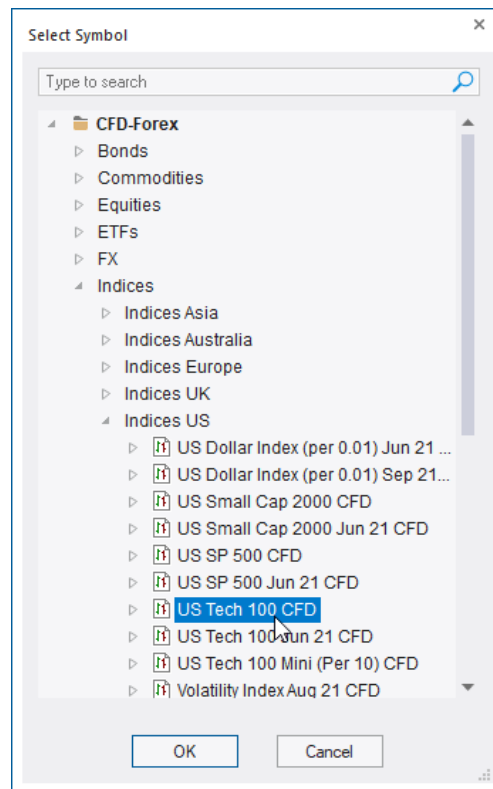 Select Symbol
Type to search
CFD-Forex
Bonds
Commodities
Equities
ETFs
FX
Indices
Indices Asia
Indices Australia
Indices Europe
Indices UK
Indices US
US Dollar Index (per 0.01) Jun 21 ...
US Dollar Index (per 0.01) Sep 21...
US Small Cap 2000 CFD
US Small Cap 2000 Jun 21 CFD
US SP 500 CFD
US SP 500 Jun 21 CFD
US Tech 100 CFD
US Tech 100 Jun 21 CFD
US Tech 100 Mini (Per 10) CFD
Volatility Index Aug 21 CFD
OK Cancel